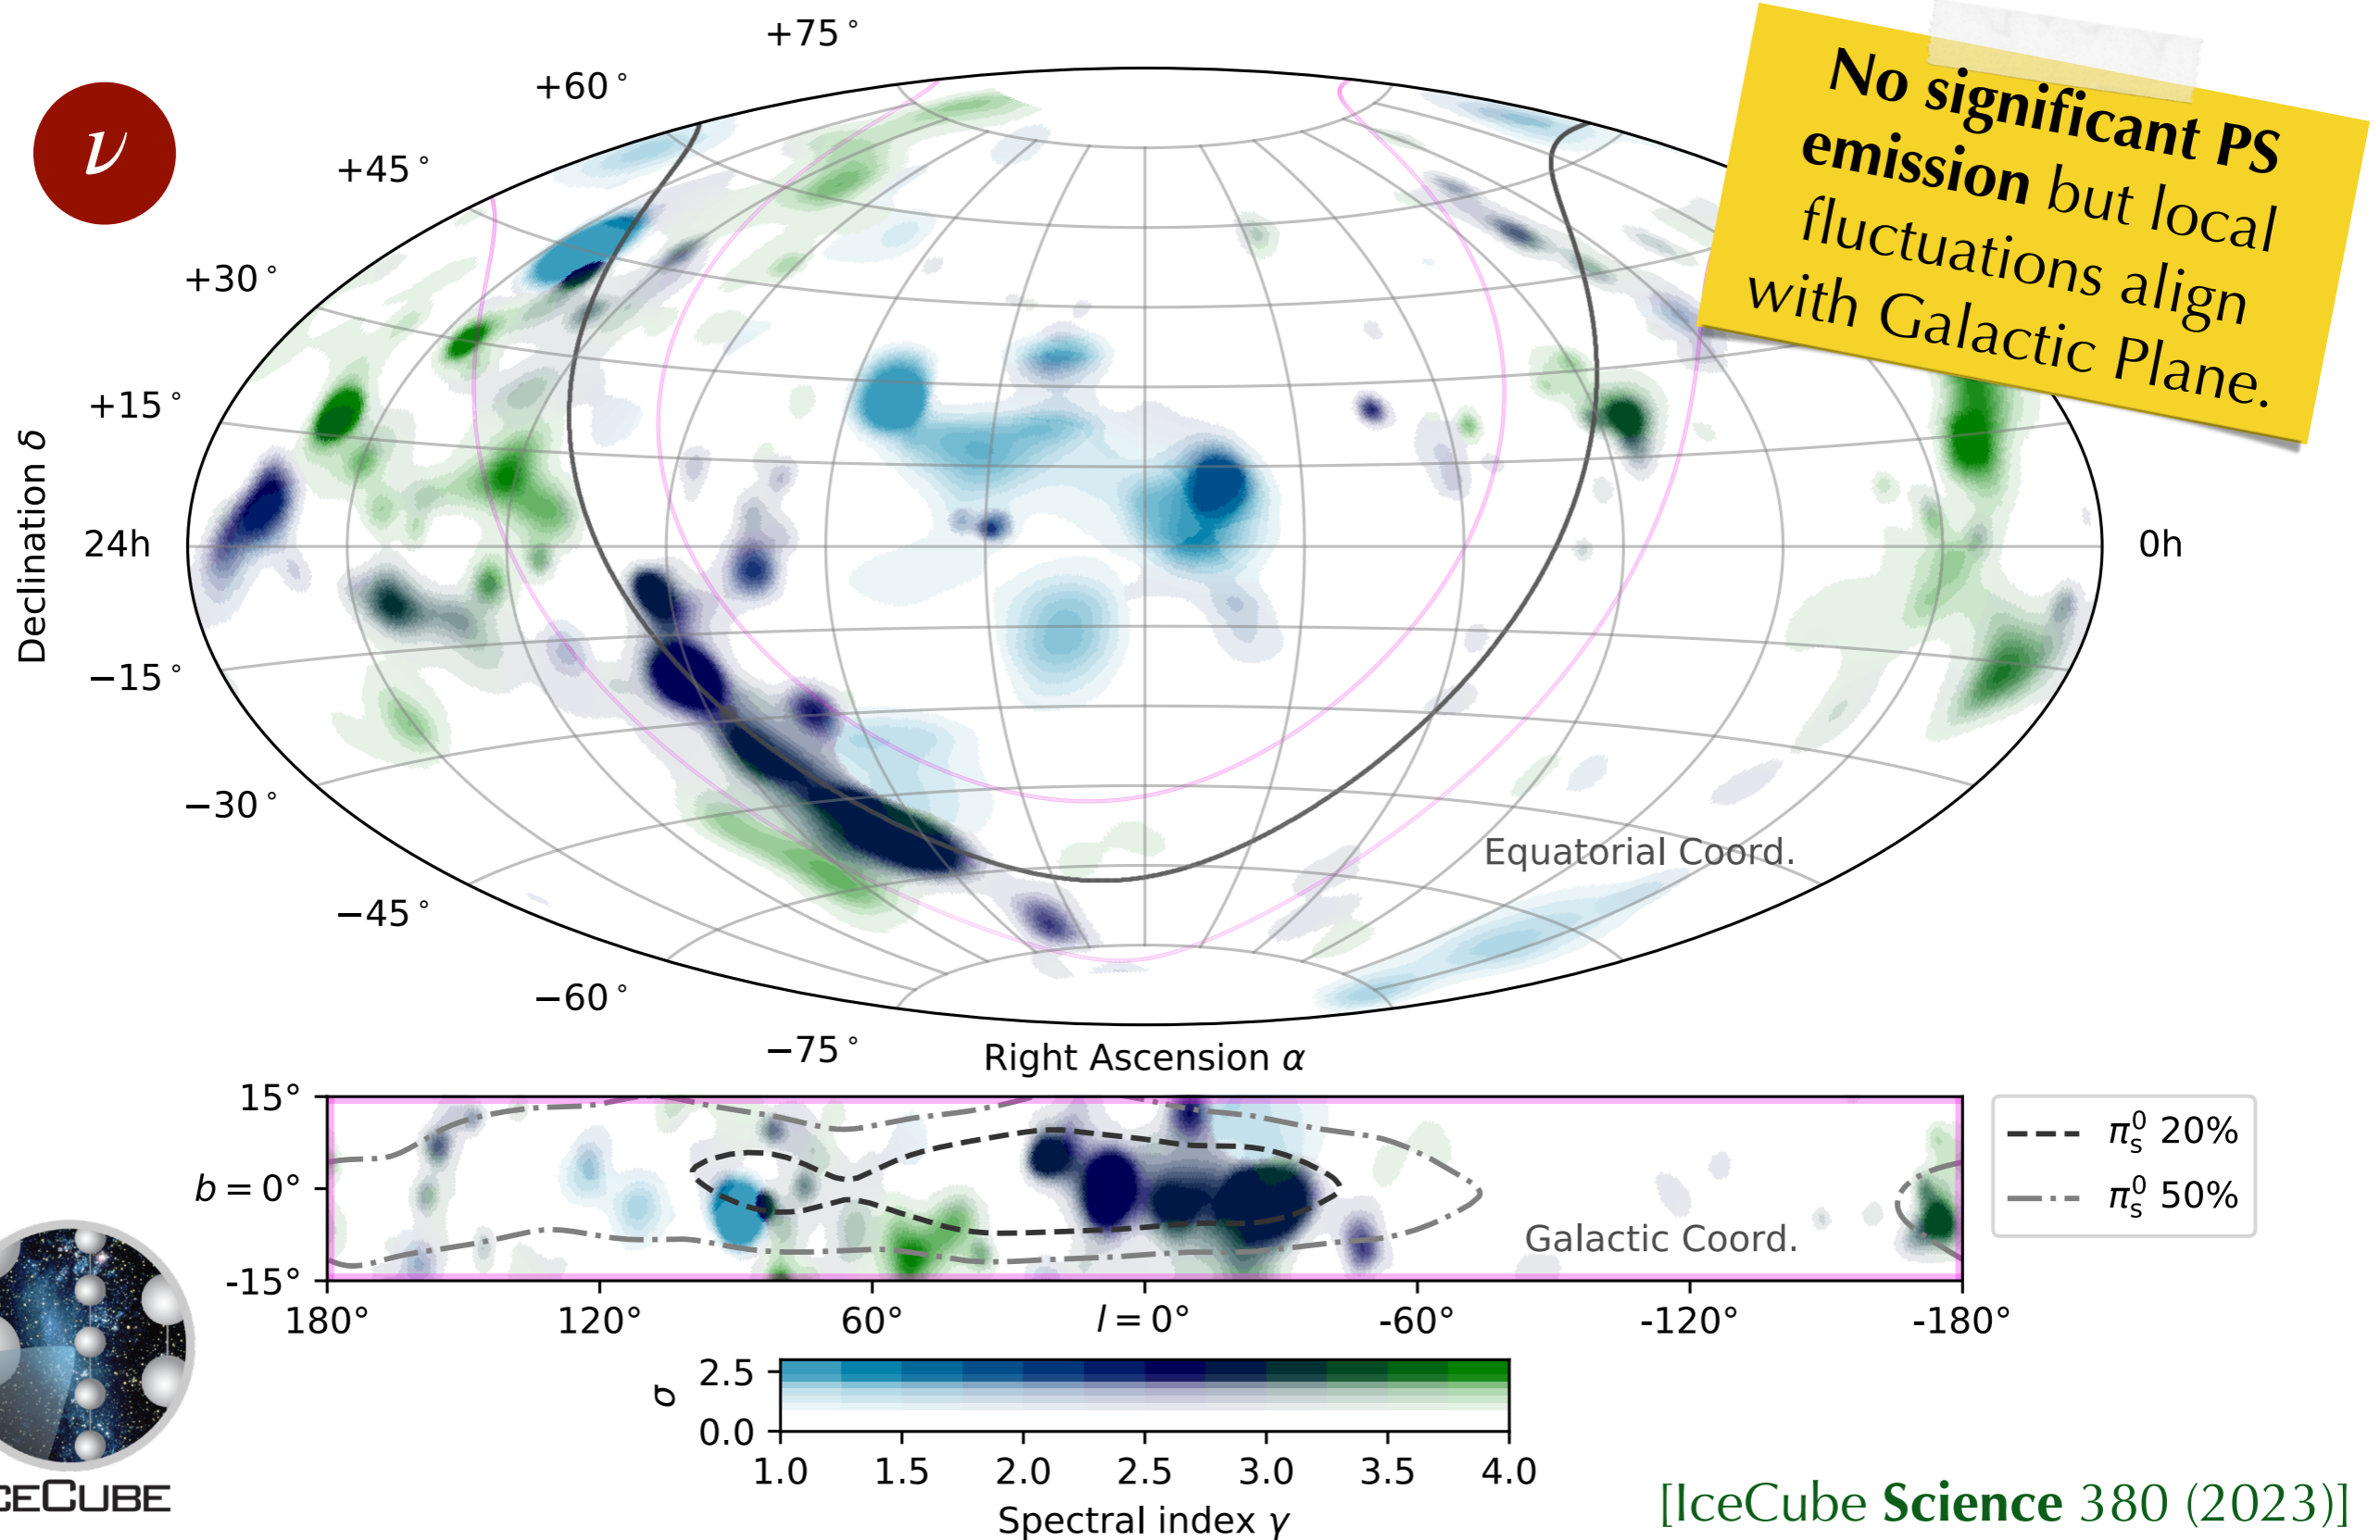 +75°
+60°
+45°
+30°
+15°
24h
−15°
−30°
−45°
−60°
−75°
Declination δ
ν
No significant PS
emission but local
fluctuations align
with Galactic Plane.
0h
Equatorial Coord.
Right Ascension α
15°
b = 0°
-15°
180°
120°
60°
l = 0°
-60°
-120°
-180°
Galactic Coord.
π⁰ₛ 20%
π⁰ₛ 50%
σ
2.5
0.0
1.0
1.5
2.0
2.5
3.0
3.5
4.0
Spectral index γ
CECUBE
[IceCube Science 380 (2023)]